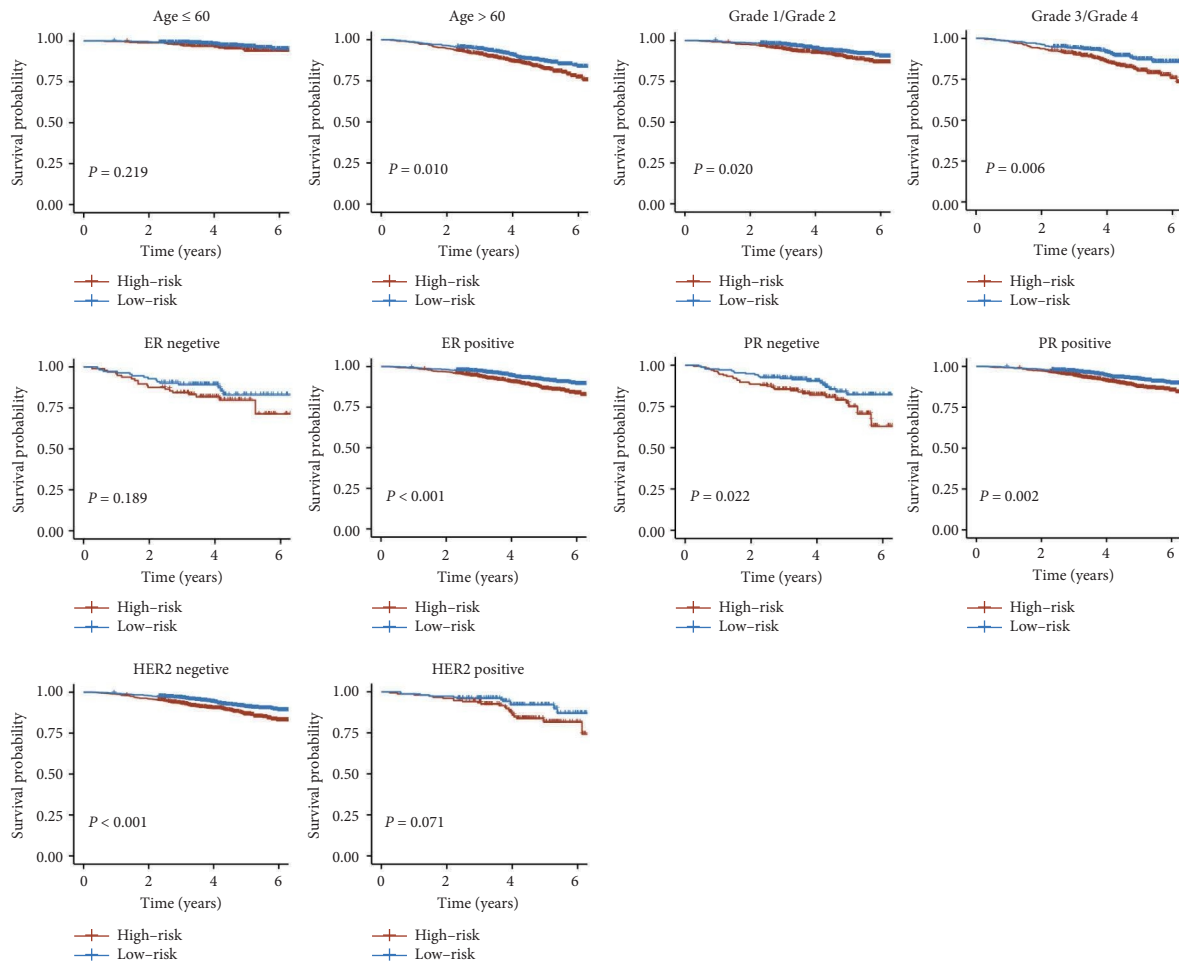 Age ≤ 60
Survival probability
1.00
0.75
0.50
0.25
0.00
P = 0.219
0 2 4 6
Time (years)
High–risk
Low–risk
Age > 60
Survival probability
1.00
0.75
0.50
0.25
0.00
P = 0.010
0 2 4 6
Time (years)
High–risk
Low–risk
Grade 1/Grade 2
Survival probability
1.00
0.75
0.50
0.25
0.00
P = 0.020
0 2 4 6
Time (years)
High–risk
Low–risk
Grade 3/Grade 4
Survival probability
1.00
0.75
0.50
0.25
0.00
P = 0.006
0 2 4 6
Time (years)
High–risk
Low–risk
ER negetive
Survival probability
1.00
0.75
0.50
0.25
0.00
P = 0.189
0 2 4 6
Time (years)
High–risk
Low–risk
ER positive
Survival probability
1.00
0.75
0.50
0.25
0.00
P < 0.001
0 2 4 6
Time (years)
High–risk
Low–risk
PR negetive
Survival probability
1.00
0.75
0.50
0.25
0.00
P = 0.022
0 2 4 6
Time (years)
High–risk
Low–risk
PR positive
Survival probability
1.00
0.75
0.50
0.25
0.00
P = 0.002
0 2 4 6
Time (years)
High–risk
Low–risk
HER2 negetive
Survival probability
1.00
0.75
0.50
0.25
0.00
P < 0.001
0 2 4 6
Time (years)
High–risk
Low–risk
HER2 positive
Survival probability
1.00
0.75
0.50
0.25
0.00
P = 0.071
0 2 4 6
Time (years)
High–risk
Low–risk